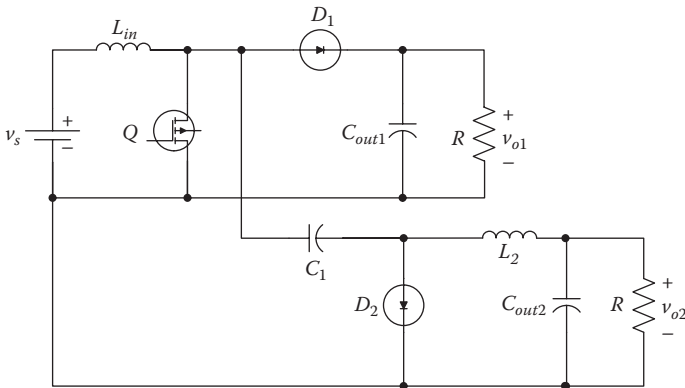 L_in
D_1
v_s
+
−
Q
C_out1
R
+
v_o1
−
C_1
L_2
D_2
C_out2
R
+
v_o2
−